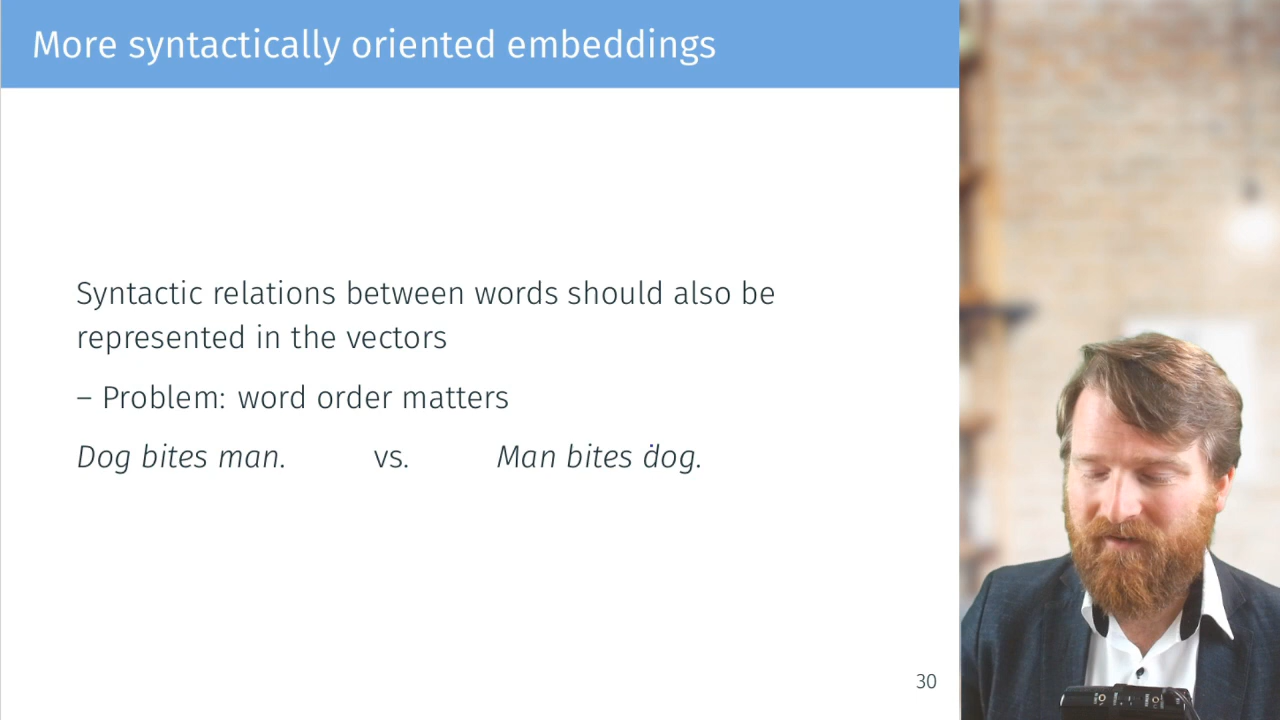 More syntactically oriented embeddings
Syntactic relations between words should also be
represented in the vectors
– Problem: word order matters
Dog bites man. vs. Man bites dog.
30